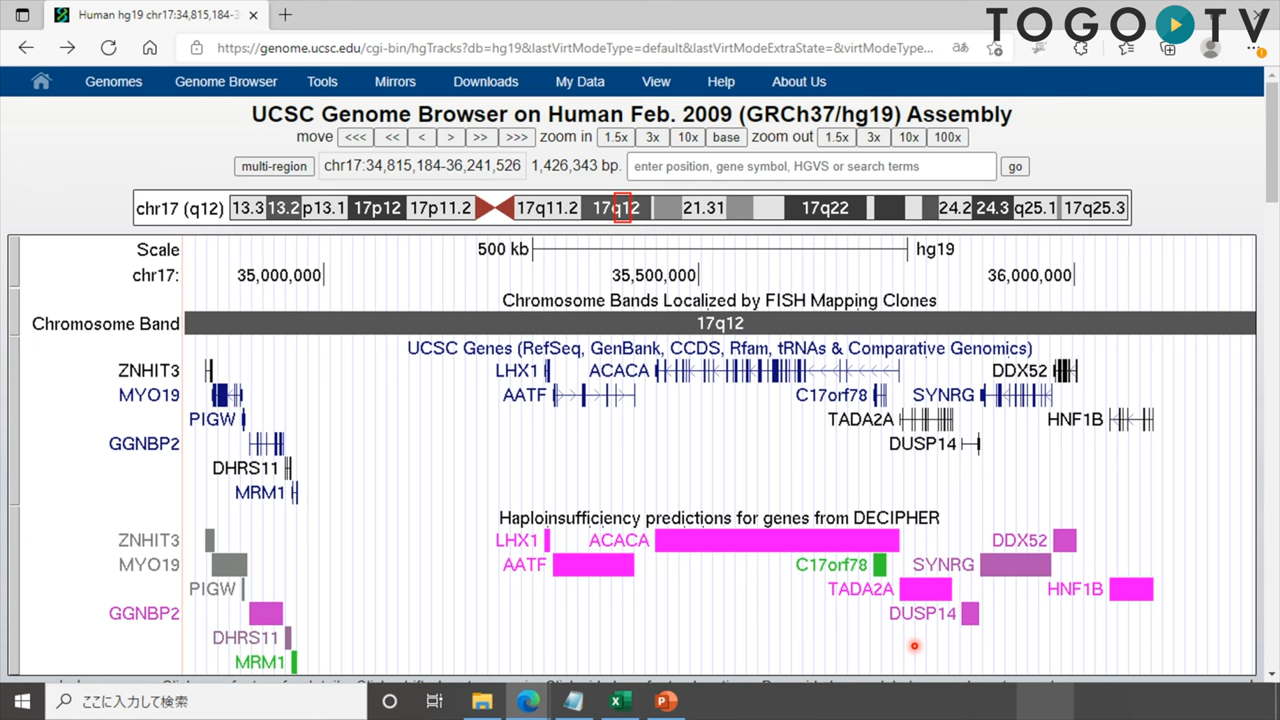 Human hg19 chr17:34,815,184-3
TOGO TV
https://genome.ucsc.edu/cgi-bin/hgTracks?db=hg19&lastVirtModeType=default&lastVirtModeExtraState=&virtModeType...
Genomes Genome Browser Tools Mirrors Downloads My Data View Help About Us
UCSC Genome Browser on Human Feb. 2009 (GRCh37/hg19) Assembly
move <<< << < > >> >>> zoom in 1.5x 3x 10x base zoom out 1.5x 3x 10x 100x
multi-region chr17:34,815,184-36,241,526 1,426,343 bp. enter position, gene symbol, HGVS or search terms go
chr17 (q12) 13.3 13.2 p13.1 17p12 17p11.2 17q11.2 17q12 21.31 17q22 24.2 24.3 q25.1 17q25.3
Scale 500 kb hg19
chr17: 35,000,000 35,500,000 36,000,000
Chromosome Bands Localized by FISH Mapping Clones
Chromosome Band 17q12
UCSC Genes (RefSeq, GenBank, CCDS, Rfam, tRNAs & Comparative Genomics)
ZNHIT3 LHX1 ACACA DDX52
MYO19 AATF C17orf78 SYNRG
PIGW TADA2A HNF1B
GGNBP2 DUSP14
DHRS11
MRM1
Haploinsufficiency predictions for genes from DECIPHER
ZNHIT3 LHX1 ACACA DDX52
MYO19 AATF C17orf78 SYNRG
PIGW TADA2A HNF1B
GGNBP2 DUSP14
DHRS11
MRM1
ここに入力して検索